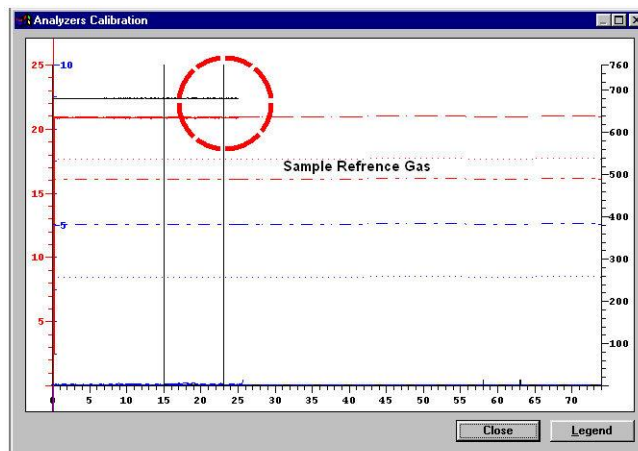 Analyzers Calibration
25 10 760
700
20 600
Sample Refrence Gas
500
15
400
5
10 300
200
5
100
0 5 10 15 20 25 30 35 40 45 50 55 60 65 70
Close Legend